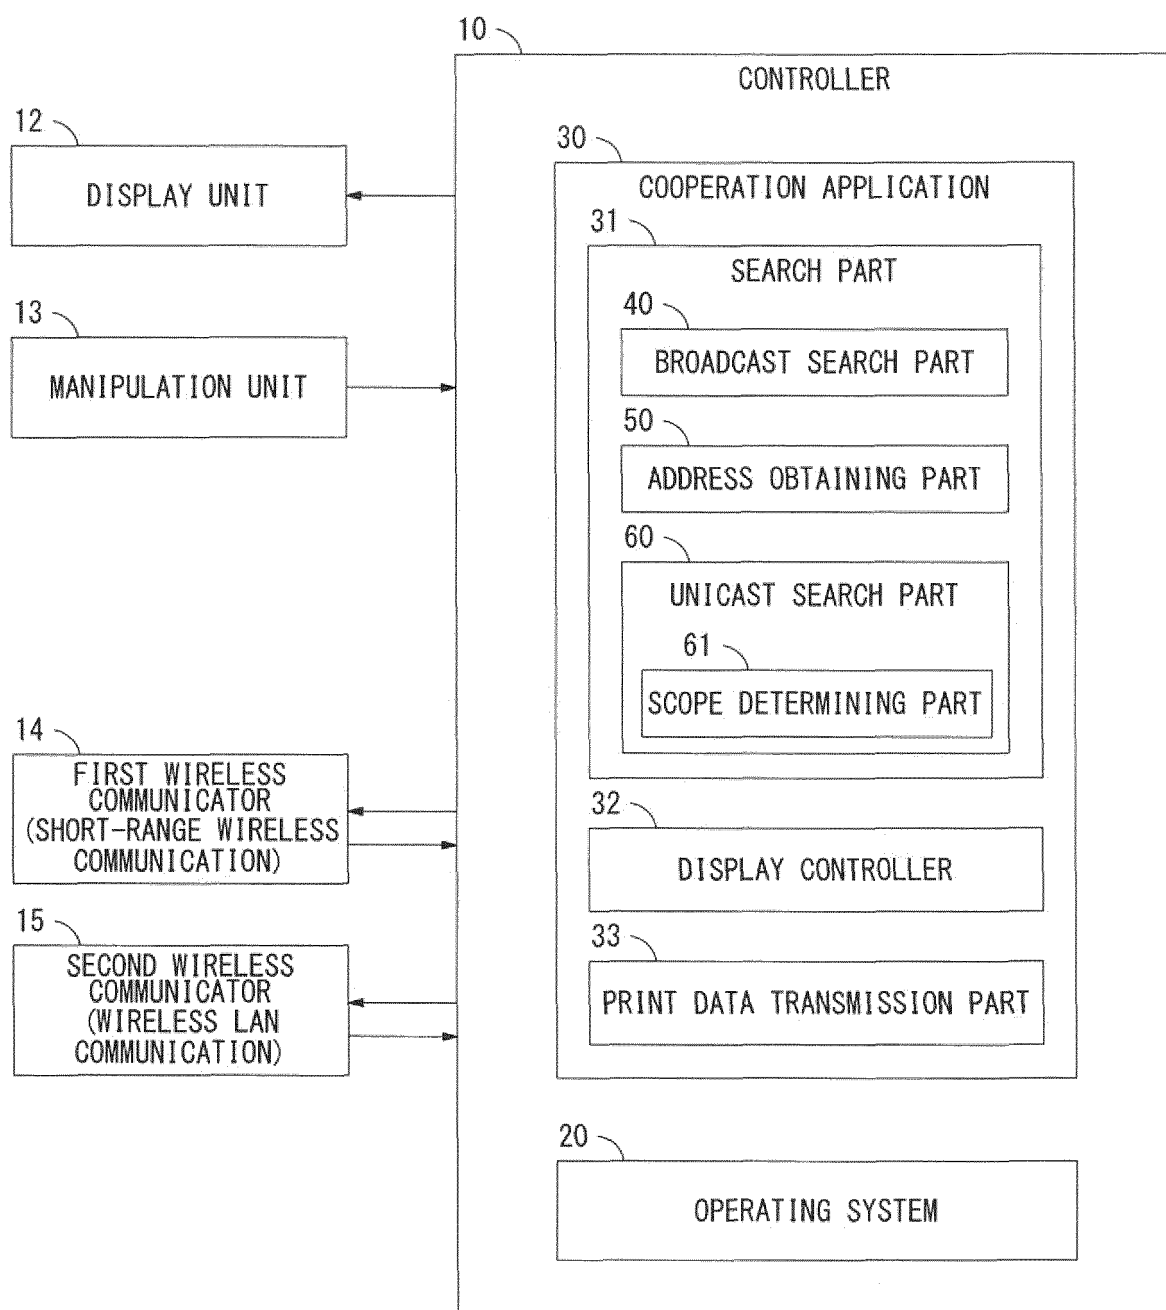 10
CONTROLLER
12
DISPLAY UNIT
13
MANIPULATION UNIT
14
FIRST WIRELESS
COMMUNICATOR
(SHORT-RANGE WIRELESS
COMMUNICATION)
15
SECOND WIRELESS
COMMUNICATOR
(WIRELESS LAN
COMMUNICATION)
30
COOPERATION APPLICATION
31
SEARCH PART
40
BROADCAST SEARCH PART
50
ADDRESS OBTAINING PART
60
UNICAST SEARCH PART
61
SCOPE DETERMINING PART
32
DISPLAY CONTROLLER
33
PRINT DATA TRANSMISSION PART
20
OPERATING SYSTEM